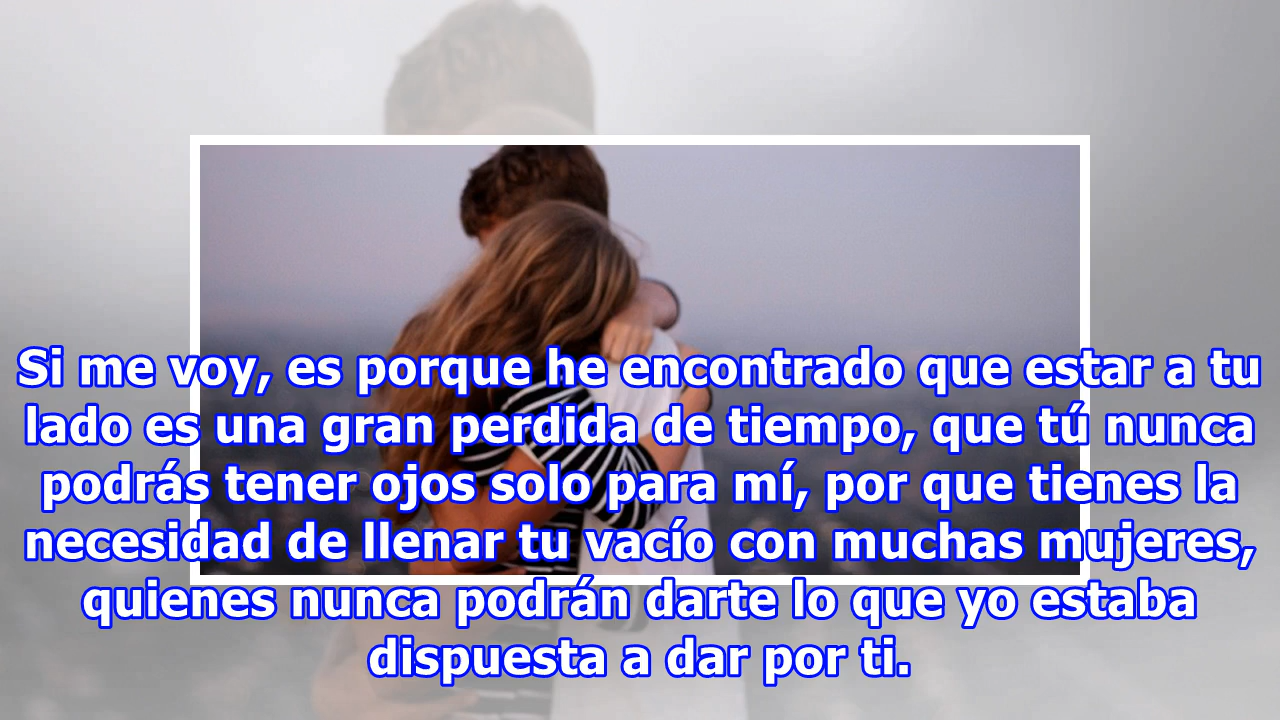 Si me voy, es porque he encontrado que estar a tu
lado es una gran perdida de tiempo, que tú nunca
podrás tener ojos solo para mí, por que tienes la
necesidad de llenar tu vacío con muchas mujeres,
quienes nunca podrán darte lo que yo estaba
dispuesta a dar por ti.